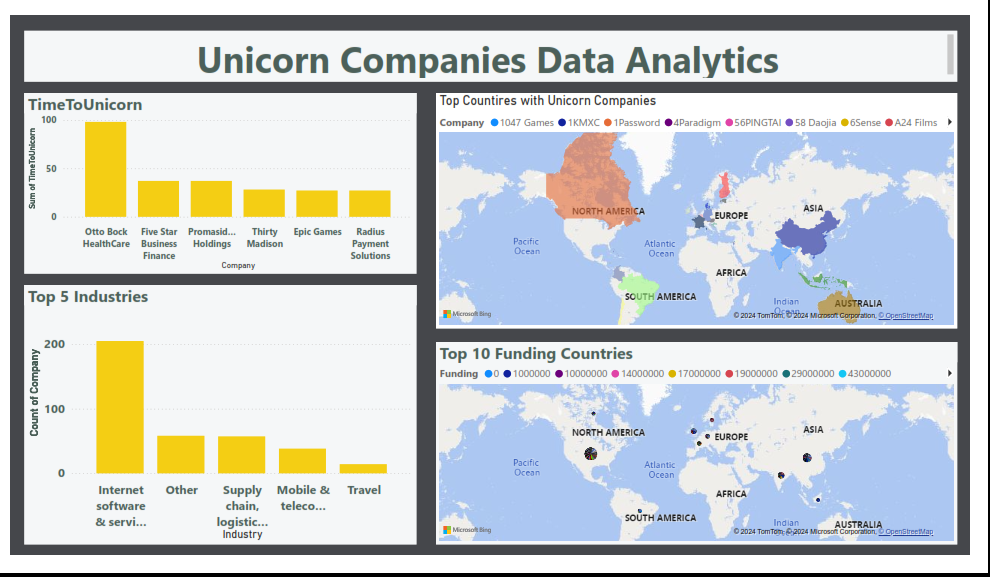 Unicorn Companies Data Analytics
TimeToUnicorn
Sum of TimeToUnicorn
100
50
0
Otto Bock HealthCare
Five Star Business Finance
Promasid... Holdings
Thirty Madison
Epic Games
Radius Payment Solutions
Company
Top 5 Industries
Count of Company
200
100
0
Internet software & servi...
Other
Supply chain, logistic...
Mobile & teleco...
Travel
Industry
Top Countires with Unicorn Companies
Company 1047 Games 1KMXC 1Password 4Paradigm 56PINGTAI 58 Daojia 6Sense A24 Films
NORTH AMERICA
EUROPE
ASIA
Pacific Ocean
Atlantic Ocean
AFRICA
SOUTH AMERICA
Indian
AUSTRALIA
Microsoft Bing
© 2024 TomTom, © 2024 Microsoft Corporation, © OpenStreetMap
Top 10 Funding Countries
Funding 0 1000000 10000000 14000000 17000000 19000000 29000000 43000000
NORTH AMERICA
EUROPE
ASIA
Pacific Ocean
Atlantic Ocean
AFRICA
SOUTH AMERICA
Indian
AUSTRALIA
Microsoft Bing
© 2024 TomTom, © 2024 Microsoft Corporation, © OpenStreetMap